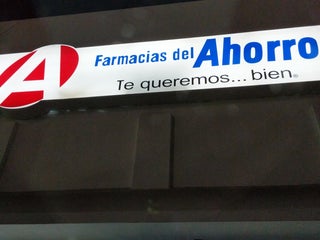 A
Farmacias del Ahorro
Te queremos... bien®